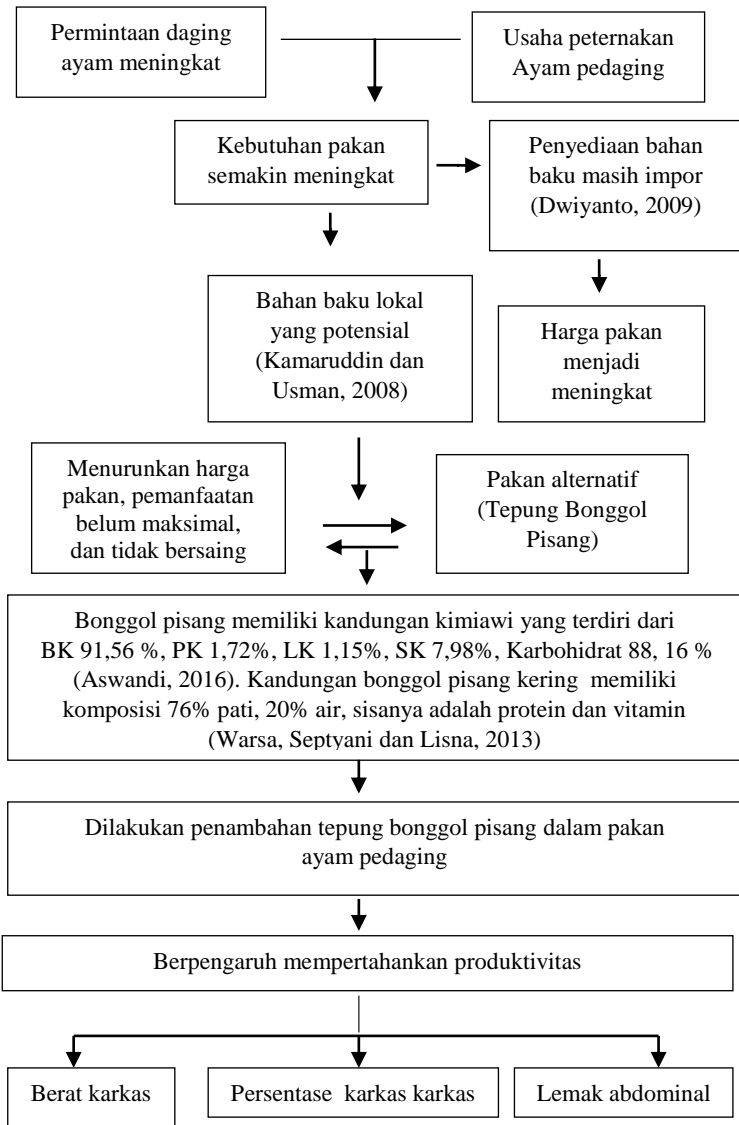 Permintaan daging
ayam meningkat
Usaha peternakan
Ayam pedaging
Kebutuhan pakan
semakin meningkat
Penyediaan bahan
baku masih impor
(Dwiyanto, 2009)
Bahan baku lokal
yang potensial
(Kamaruddin dan
Usman, 2008)
Harga pakan
menjadi
meningkat
Menurunkan harga
pakan, pemanfaatan
belum maksimal,
dan tidak bersaing
Pakan alternatif
(Tepung Bonggol
Pisang)
Bonggol pisang memiliki kandungan kimiawi yang terdiri dari
BK 91,56 %, PK 1,72%, LK 1,15%, SK 7,98%, Karbohidrat 88, 16 %
(Aswandi, 2016). Kandungan bonggol pisang kering memiliki
komposisi 76% pati, 20% air, sisanya adalah protein dan vitamin
(Warsa, Septyani dan Lisna, 2013)
Dilakukan penambahan tepung bonggol pisang dalam pakan
ayam pedaging
Berpengaruh mempertahankan produktivitas
Berat karkas
Persentase karkas karkas
Lemak abdominal